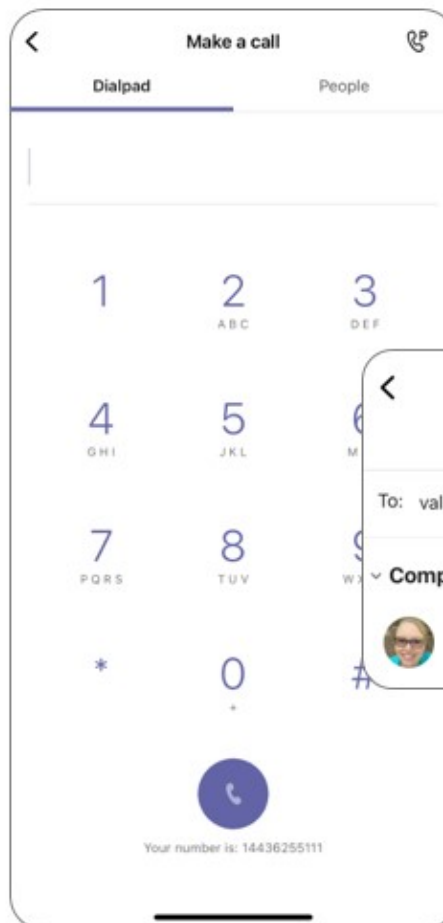 Make a call
Dialpad People
1 2 3
ABC DEF
4 5
GHI JKL M
To: val
7 8
PQRS TUV W
Comp
* 0 #
+
Your number is: 14436255111